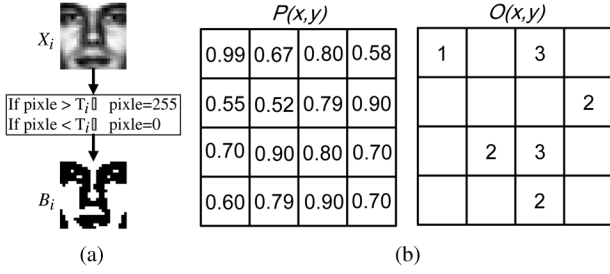 X_i
If pixle > T_i▯ pixle=255
If pixle < T_i▯ pixle=0
B_i
(a)
P(x,y)
0.99 0.67 0.80 0.58
0.55 0.52 0.79 0.90
0.70 0.90 0.80 0.70
0.60 0.79 0.90 0.70
O(x,y)
1 3
2
2 3
2
(b)